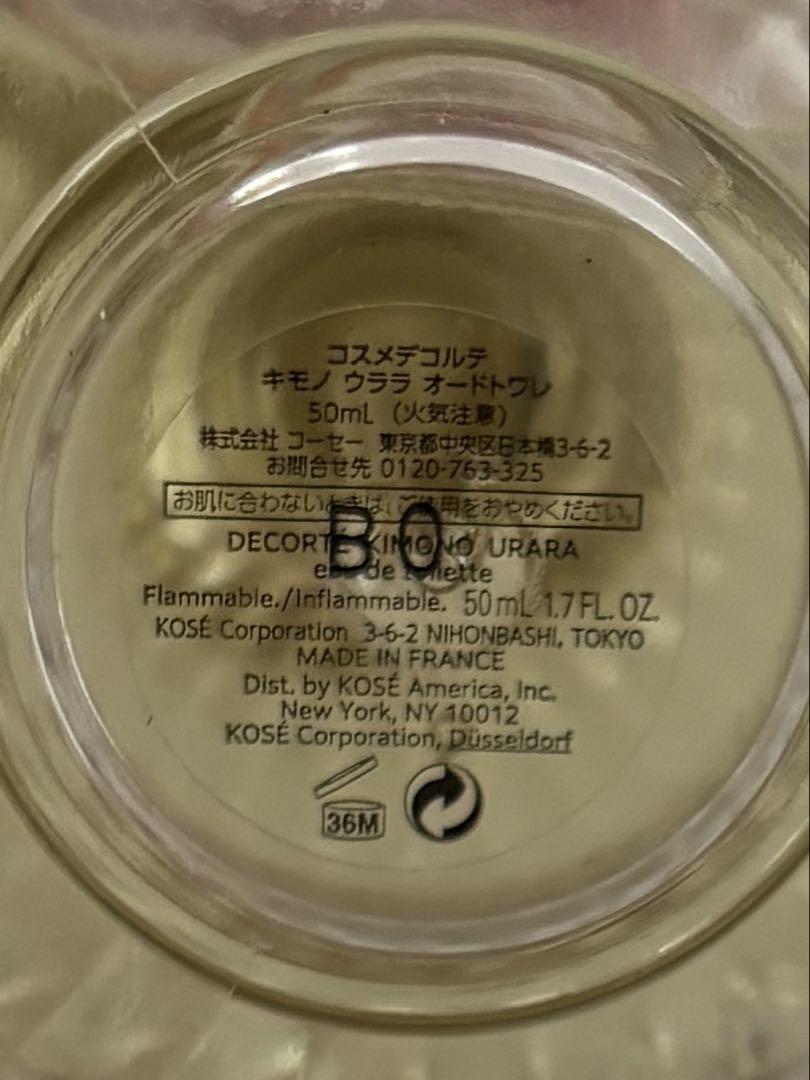 コスメデコルテ
キモノ ウララ オードトワレ
50mL（火気注意）
株式会社 コーセー 東京都中央区日本橋3-6-2
お問合せ先 0120-763-325
お肌に合わないときは、ご使用をおやめください。
B0
DECORTÉ KIMONO URARA
eau de toilette
Flammable./Inflammable. 50mL 1.7 FL. OZ.
KOSÉ Corporation 3-6-2 NIHONBASHI, TOKYO
MADE IN FRANCE
Dist. by KOSÉ America, Inc.
New York, NY 10012
KOSÉ Corporation, Düsseldorf
36M